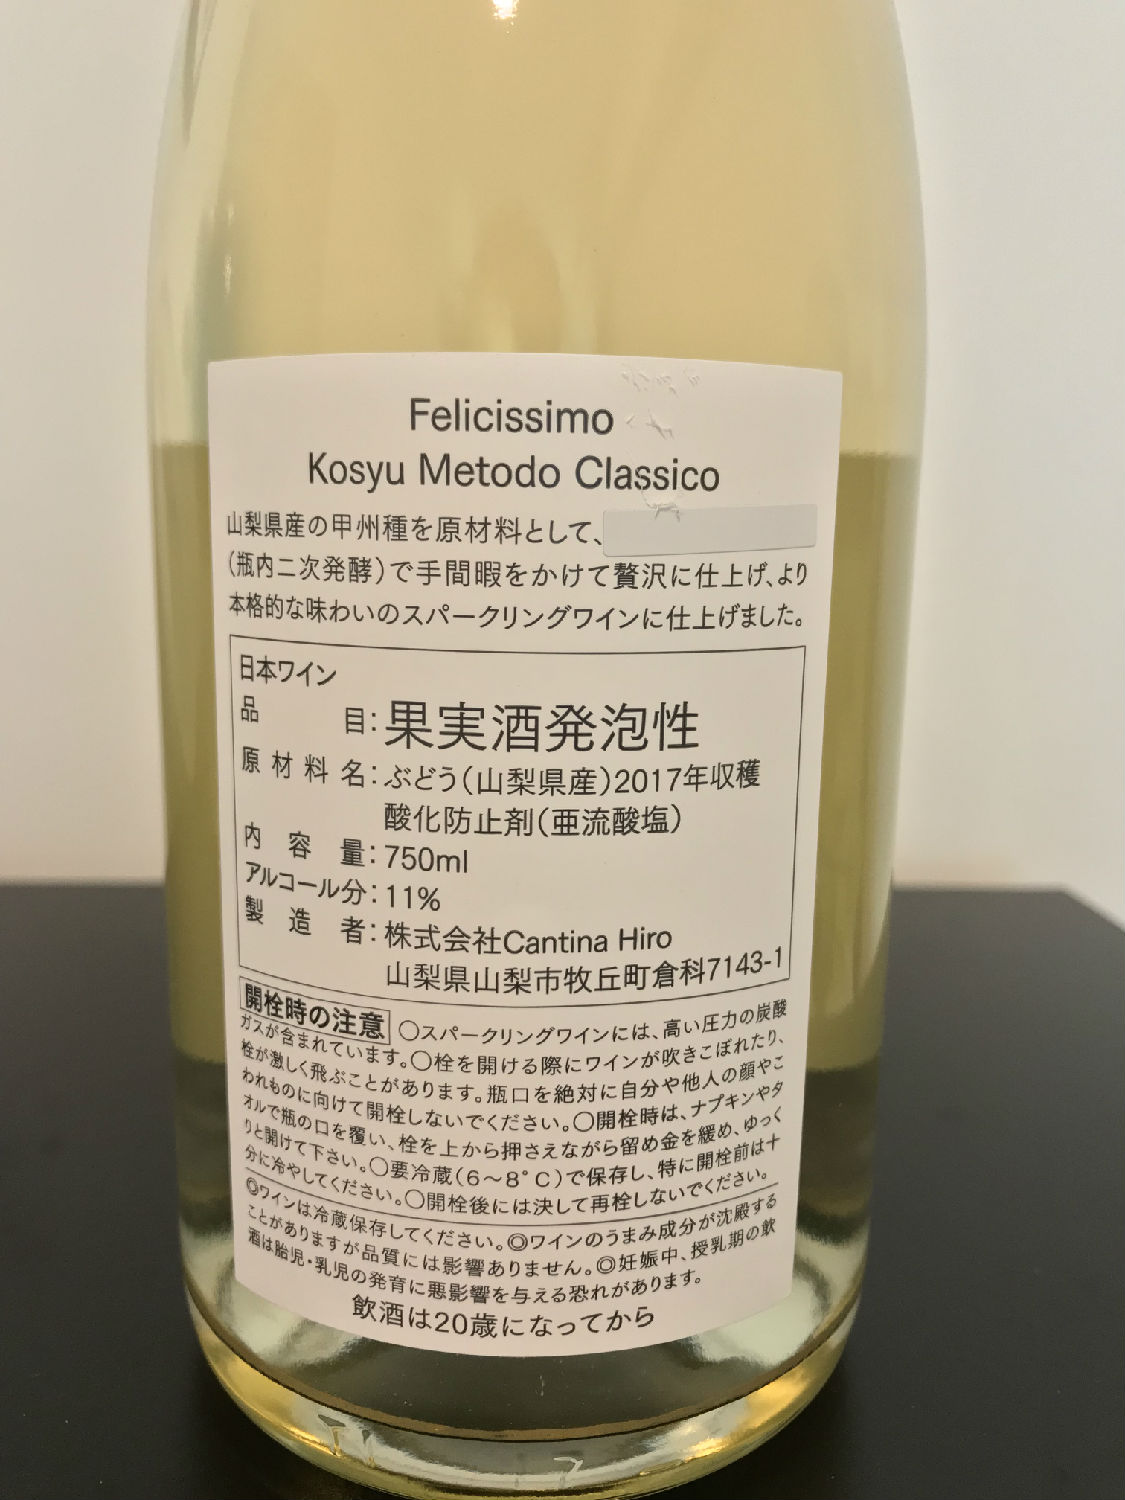 Felicissimo
Kosyu Metodo Classico
山梨県産の甲州種を原材料として、
(瓶内二次発酵)で手間暇をかけて贅沢に仕上げ、より
本格的な味わいのスパークリングワインに仕上げました。
日本ワイン
品目:果実酒発泡性
原材料名:ぶどう(山梨県産)2017年収穫
酸化防止剤(亜流酸塩)
内容量:750ml
アルコール分:11%
製造者:株式会社Cantina Hiro
山梨県山梨市牧丘町倉科7143-1
開栓時の注意 ○スパークリングワインには、高い圧力の炭酸
ガスが含まれています。○栓を開ける際にワインが吹きこぼれたり、
栓が激しく飛ぶことがあります。瓶口を絶対に自分や他人の顔やこ
われものに向けて開栓しないでください。○開栓時は、ナプキンやタ
オルで瓶の口を覆い、栓を上から押さえながら留め金を緩め、ゆっく
りと開けて下さい。○要冷蔵(6～8°C)で保存し、特に開栓前は十
分に冷やしてください。○開栓後には決して再栓しないでください。
◎ワインは冷蔵保存してください。◎ワインのうまみ成分が沈殿する
ことがありますが品質には影響ありません。◎妊娠中、授乳期の飲
酒は胎児・乳児の発育に悪影響を与える恐れがあります。
飲酒は20歳になってから